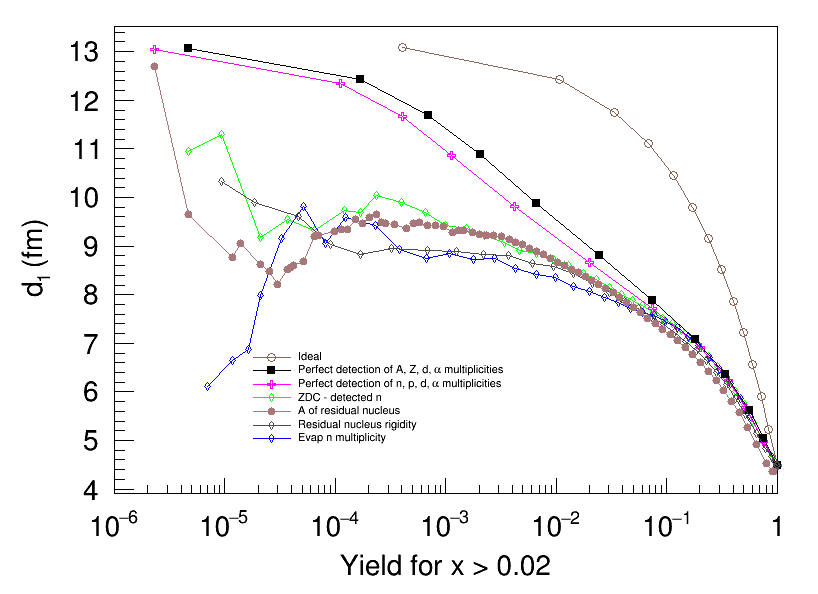 13
12
11
10
9
8
7
6
5
4
d₁ (fm)
Ideal
Perfect detection of A, Z, d, α multiplicities
Perfect detection of n, p, d, α multiplicities
ZDC - detected n
A of residual nucleus
Residual nucleus rigidity
Evap n multiplicity
10⁻⁶ 10⁻⁵ 10⁻⁴ 10⁻³ 10⁻² 10⁻¹ 1
Yield for x > 0.02